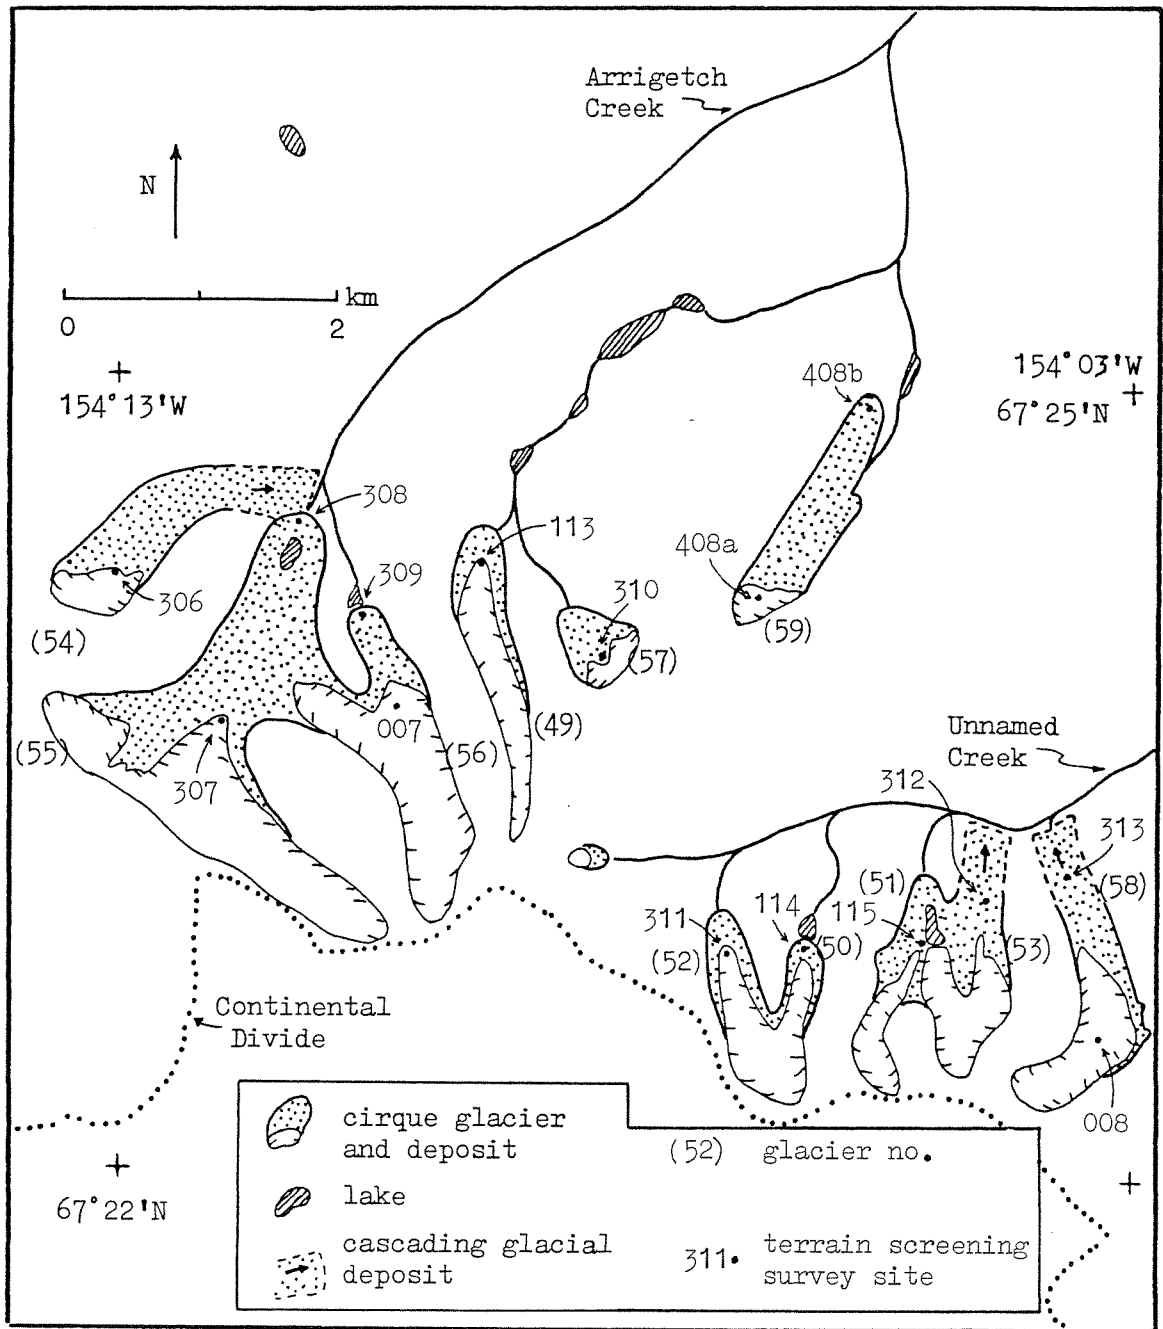 Arrigetch
Creek
N
km
0 2
154°13'W
154°03'W
67°25'N
408b
308
113
408a
309
306
310
(54)
(59)
(57)
007
(49)
(55)
(56)
307
Unnamed
Creek
312
313
(51)
(58)
311
114
115
(52)
(50)
(53)
Continental
Divide
008
cirque glacier
and deposit
(52) glacier no.
lake
67°22'N
cascading glacial
deposit
311 terrain screening
survey site